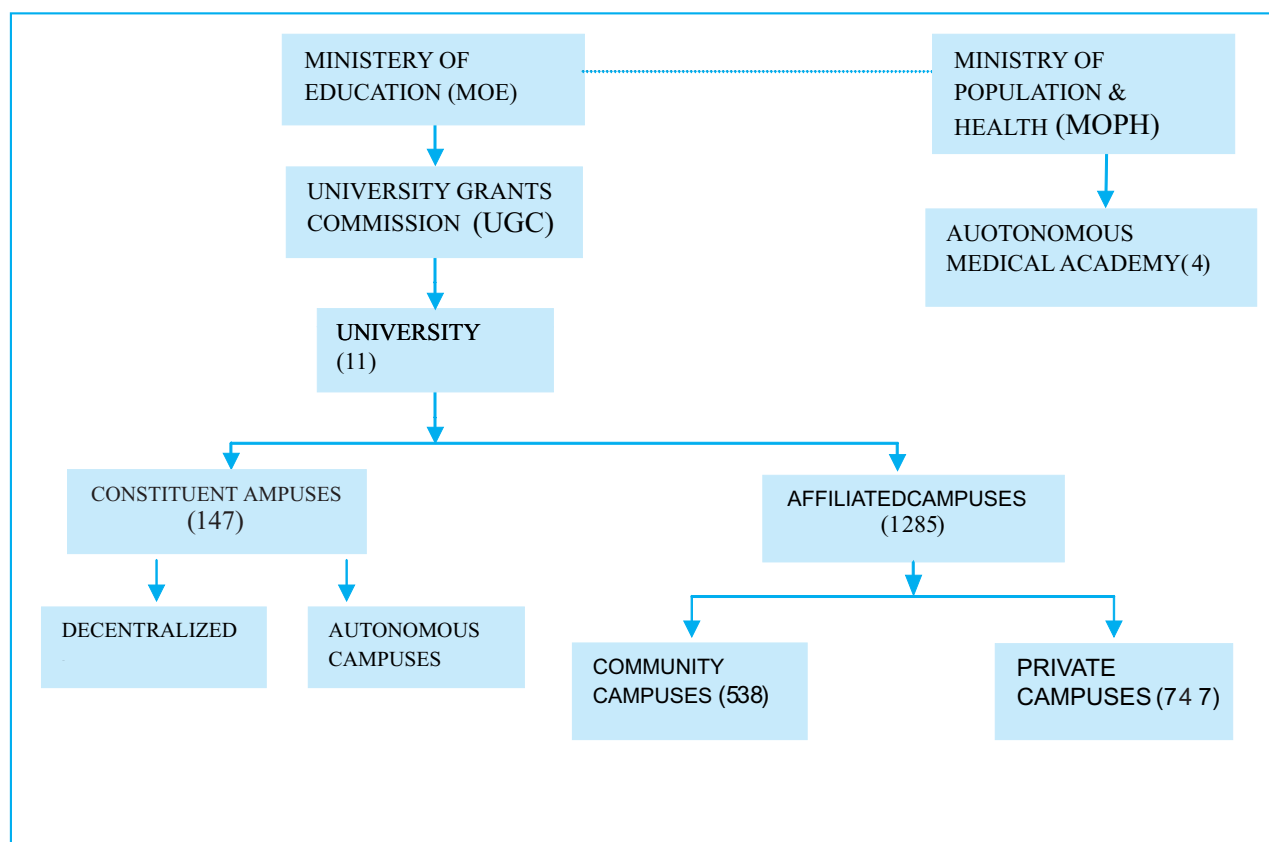 MINISTERY OF
EDUCATION (MOE)
MINISTRY OF
POPULATION &
HEALTH (MOPH)
UNIVERSITY GRANTS
COMMISSION (UGC)
AUOTONOMOUS
MEDICAL ACADEMY(4)
UNIVERSITY
(11)
CONSTITUENT AMPUSES
(147)
AFFILIATEDCAMPUSES
(1285)
DECENTRALIZED
AUTONOMOUS
CAMPUSES
COMMUNITY
CAMPUSES (538)
PRIVATE
CAMPUSES (74 7)